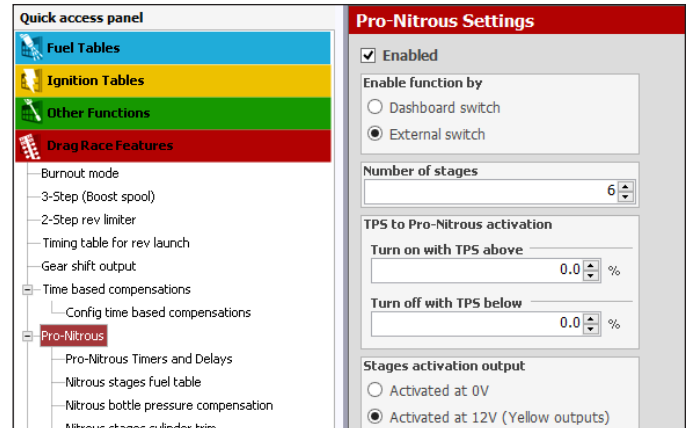 Quick access panel
Fuel Tables
Ignition Tables
Other Functions
Drag Race Features
Burnout mode
3-Step (Boost spool)
2-Step rev limiter
Timing table for rev launch
Gear shift output
Time based compensations
Config time based compensations
Pro-Nitrous
Pro-Nitrous Timers and Delays
Nitrous stages fuel table
Nitrous bottle pressure compensation
Nitrous stages cylinder trim
Pro-Nitrous Settings
Enabled
Enable function by
Dashboard switch
External switch
Number of stages
6
TPS to Pro-Nitrous activation
Turn on with TPS above
0.0 %
Turn off with TPS below
0.0 %
Stages activation output
Activated at 0V
Activated at 12V (Yellow outputs)